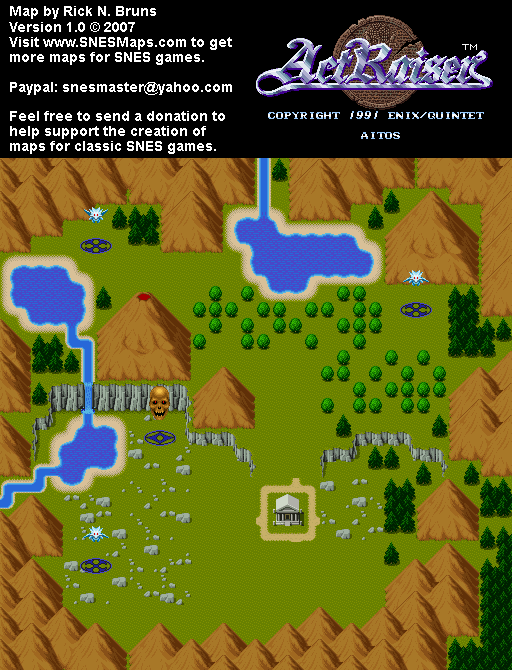 Map by Rick N. Bruns
Version 1.0 © 2007
Visit www.SNESMaps.com to get
more maps for SNES games.
Paypal: snesmaster@yahoo.com
Feel free to send a donation to
help support the creation of
maps for classic SNES games.
ActRaiser™
COPYRIGHT 1991 ENIX/QUINTET
AITOS